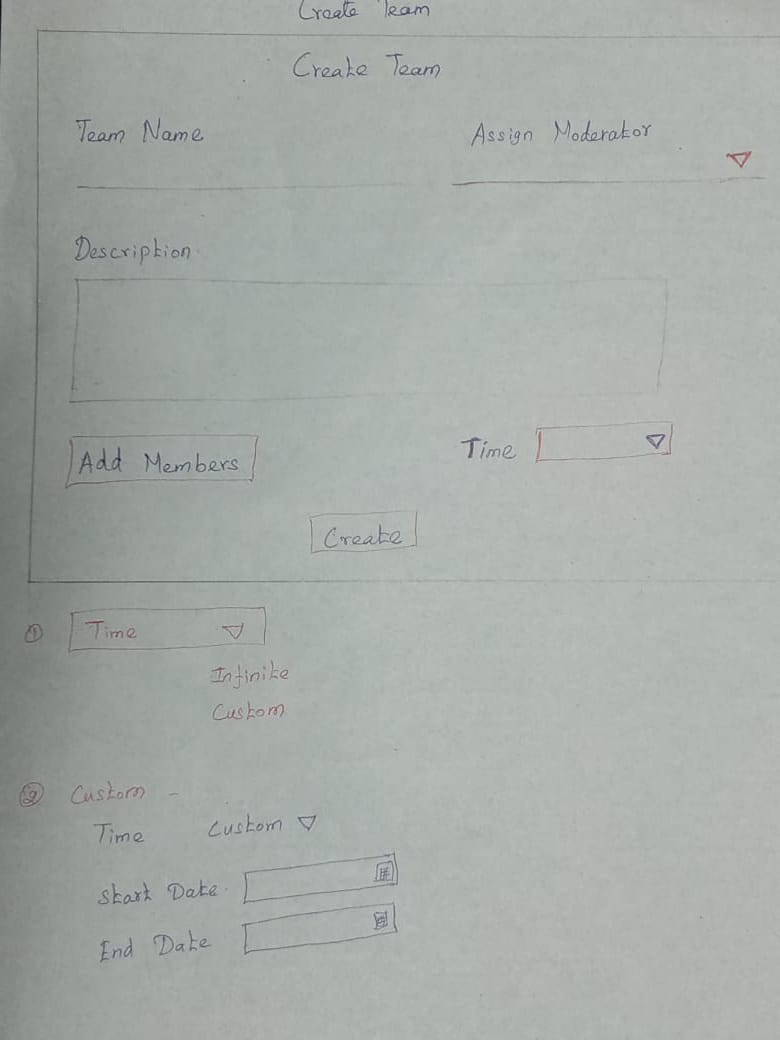 Create Team
Create Team
Team Name
Assign Moderator
Description
Add Members
Time
Create
① Time
Infinite
Custom
② Custom -
Time Custom
Start Date
End Date